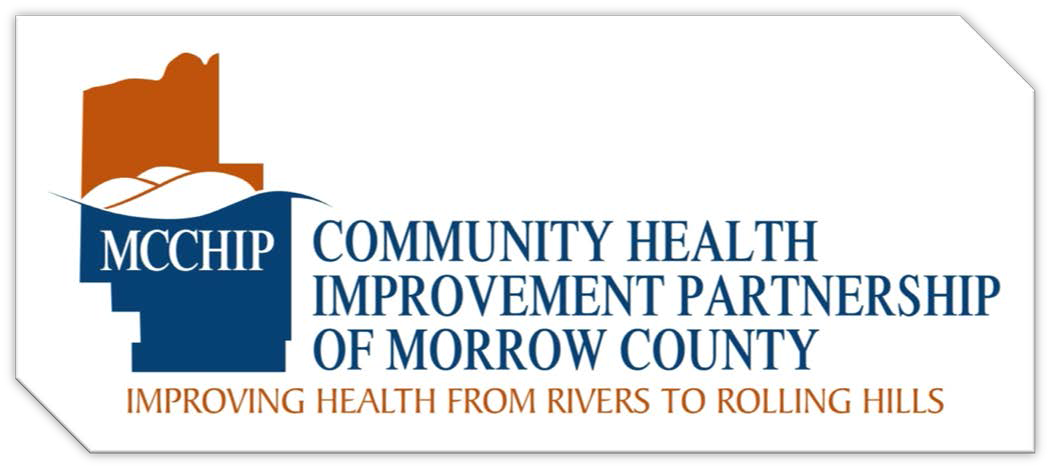 MCCHIP
COMMUNITY HEALTH
IMPROVEMENT PARTNERSHIP
OF MORROW COUNTY
IMPROVING HEALTH FROM RIVERS TO ROLLING HILLS